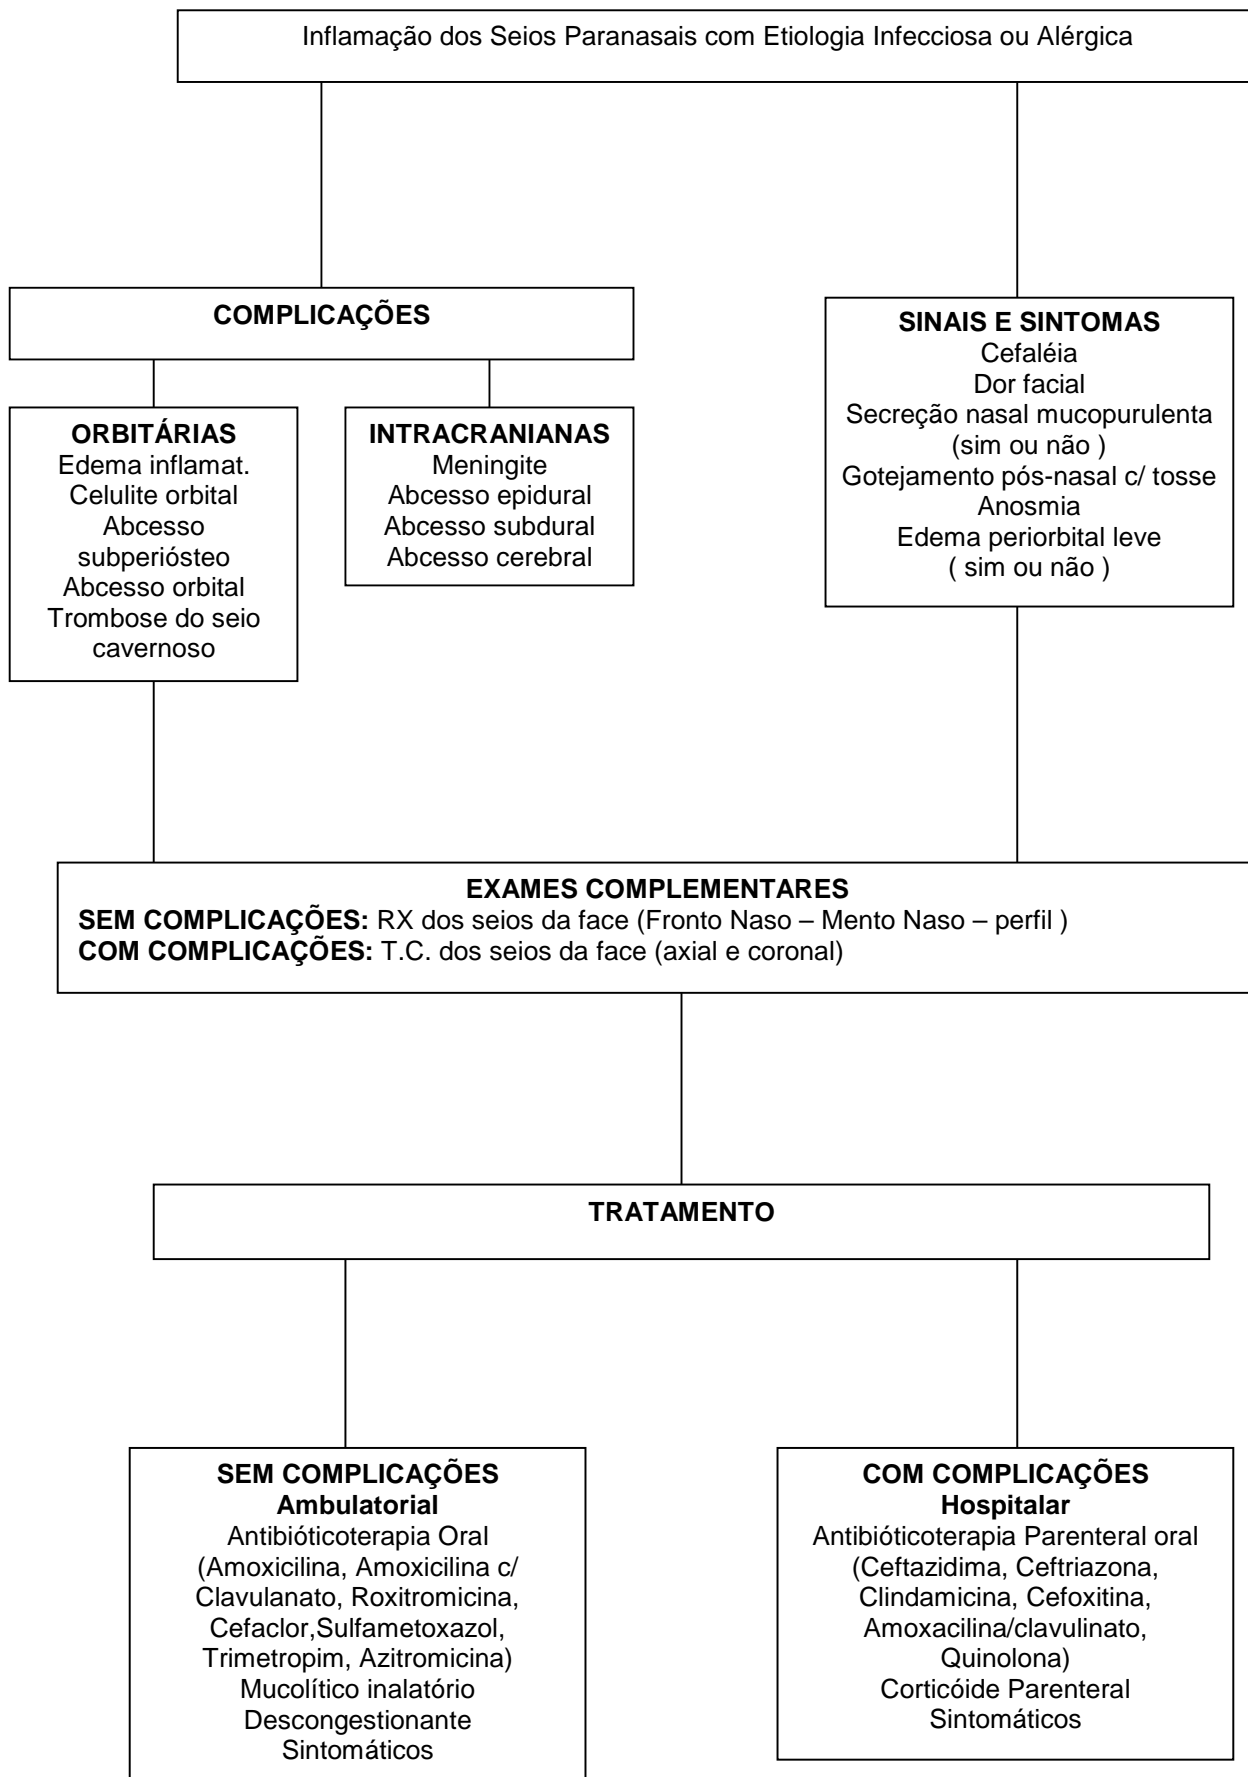 Inflamação dos Seios Paranasais com Etiologia Infecciosa ou Alérgica
COMPLICAÇÕES
ORBITÁRIAS
Edema inflamat.
Celulite orbital
Abcesso
subperiósteo
Abcesso orbital
Trombose do seio
cavernoso
INTRACRANIANAS
Meningite
Abcesso epidural
Abcesso subdural
Abcesso cerebral
SINAIS E SINTOMAS
Cefaléia
Dor facial
Secreção nasal mucopurulenta
(sim ou não )
Gotejamento pós-nasal c/ tosse
Anosmia
Edema periorbital leve
( sim ou não )
EXAMES COMPLEMENTARES
SEM COMPLICAÇÕES: RX dos seios da face (Fronto Naso – Mento Naso – perfil )
COM COMPLICAÇÕES: T.C. dos seios da face (axial e coronal)
TRATAMENTO
SEM COMPLICAÇÕES
Ambulatorial
Antibióticoterapia Oral
(Amoxicilina, Amoxicilina c/
Clavulanato, Roxitromicina,
Cefaclor,Sulfametoxazol,
Trimetropim, Azitromicina)
Mucolítico inalatório
Descongestionante
Sintomáticos
COM COMPLICAÇÕES
Hospitalar
Antibióticoterapia Parenteral oral
(Ceftazidima, Ceftriazona,
Clindamicina, Cefoxitina,
Amoxacilina/clavulinato,
Quinolona)
Corticóide Parenteral
Sintomáticos